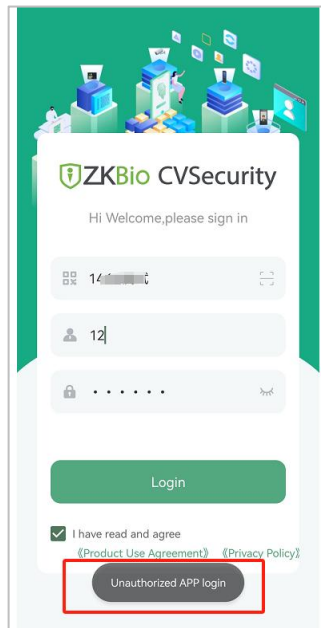 ZKBio CVSecurity
Hi Welcome,please sign in
12
Login
I have read and agree
《Product Use Agreement》 《Privacy Policy》
Unauthorized APP login